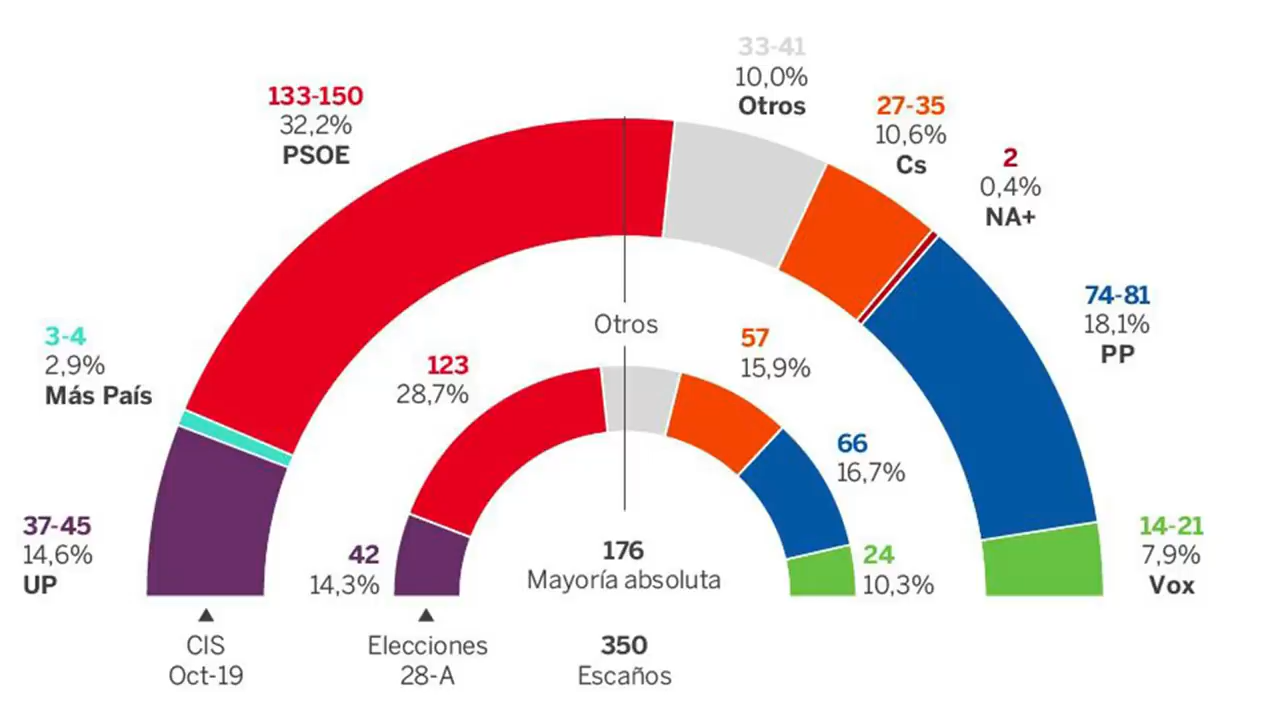 33-41
10,0%
Otros
133-150
32,2%
PSOE
27-35
10,6%
Cs
2
0,4%
NA+
74-81
18,1%
PP
3-4
2,9%
Más País
Otros
123
28,7%
57
15,9%
66
16,7%
37-45
14,6%
UP
42
14,3%
176
Mayoría absoluta
24
10,3%
14-21
7,9%
Vox
CIS
Oct-19
Elecciones
28-A
350
Escaños